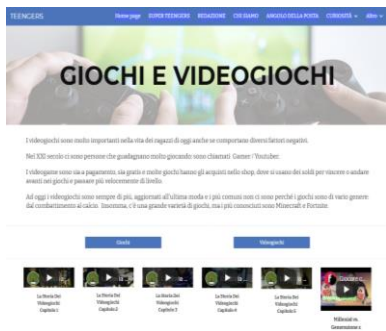 TEENGERS
Home page SUPER TEENGERS REDAZIONE CHI SIAMO ANGOLO DELLA POSTA CURIOSITÀ Altro
GIOCHI E VIDEOGIOCHI
I videogiochi sono molto importanti nella vita dei ragazzi di oggi anche se comportano diversi fattori negativi.
Nel XXI secolo ci sono persone che guadagnano molto giocando: sono chiamati Gamer / Youtuber.
I videogame sono sia a pagamento, sia gratis e molte giochi hanno gli acquisti nello shop, dove si usano dei soldi per vincere o andare
avanti nei giochi e passare più velocemente di livello.
Ad oggi i videogiochi sono sempre di più, aggiornati all'ultima moda e i più comuni non ci sono perché i giochi sono di vario genere:
dal combattimento al calcio. Insomma, c'è una grande varietà di giochi, ma i più conosciuti sono Minecraft e Fortnite.
Giochi
Videogiochi
La Storia Dei
Videogiochi
Capitolo 1
La Storia Dei
Videogiochi
Capitolo 2
La Storia Dei
Videogiochi
Capitolo 3
La Storia Dei
Videogiochi
Capitolo 4
La Storia Dei
Videogiochi
Capitolo 5
Millenial vs.
Generazione z